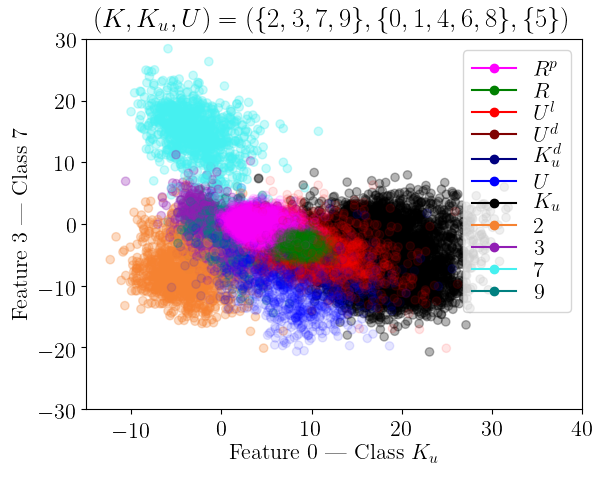 (K, K_u, U) = ({2, 3, 7, 9}, {0, 1, 4, 6, 8}, {5})
30
20
10
0
−10
−20
−30
Feature 3 — Class 7
R^p
R
U^l
U^d
K_u^d
U
K_u
2
3
7
9
−10
0
10
20
30
40
Feature 0 — Class K_u